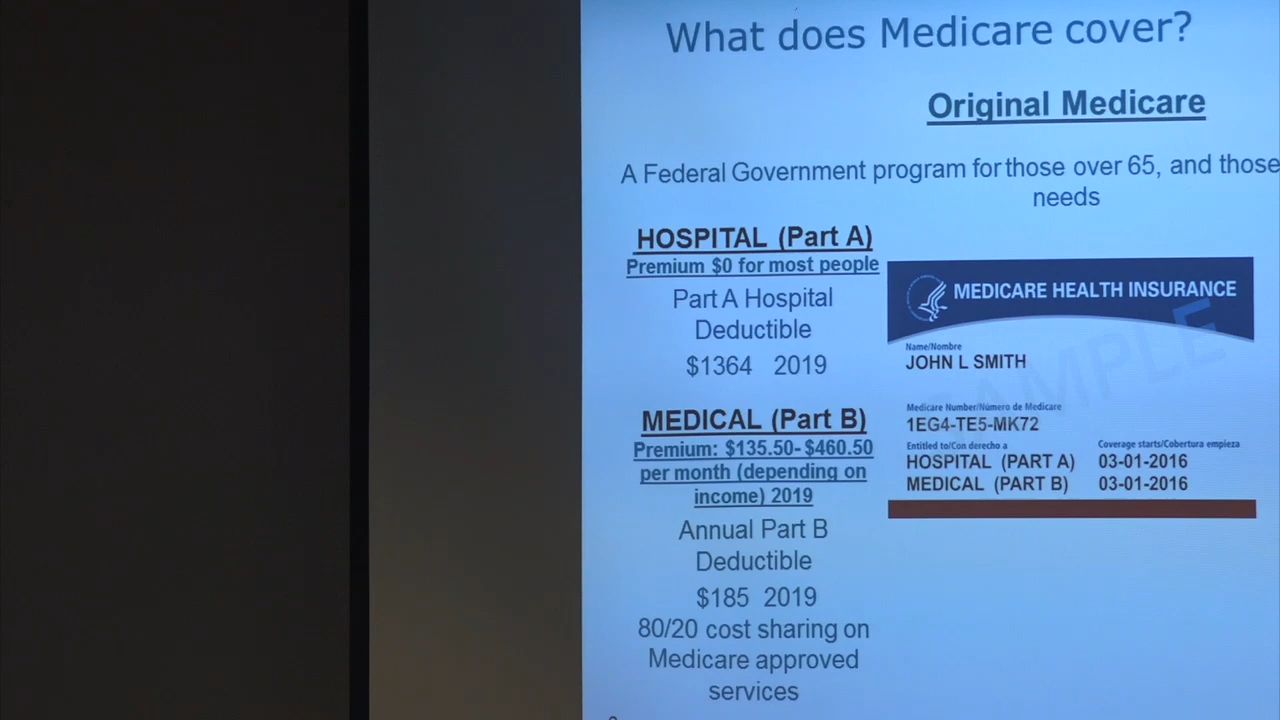 What does Medicare cover?
Original Medicare
A Federal Government program for those over 65, and those
needs
HOSPITAL (Part A)
Premium $0 for most people
Part A Hospital
Deductible
$1364 2019
MEDICAL (Part B)
Premium: $135.50- $460.50
per month (depending on
income) 2019
Annual Part B
Deductible
$185 2019
80/20 cost sharing on
Medicare approved
services
MEDICARE HEALTH INSURANCE
Name/Nombre
JOHN L SMITH
SAMPLE
Medicare Number/Número de Medicare
1EG4-TE5-MK72
Entitled to/Con derecho a Coverage starts/Cobertura empieza
HOSPITAL (PART A) 03-01-2016
MEDICAL (PART B) 03-01-2016